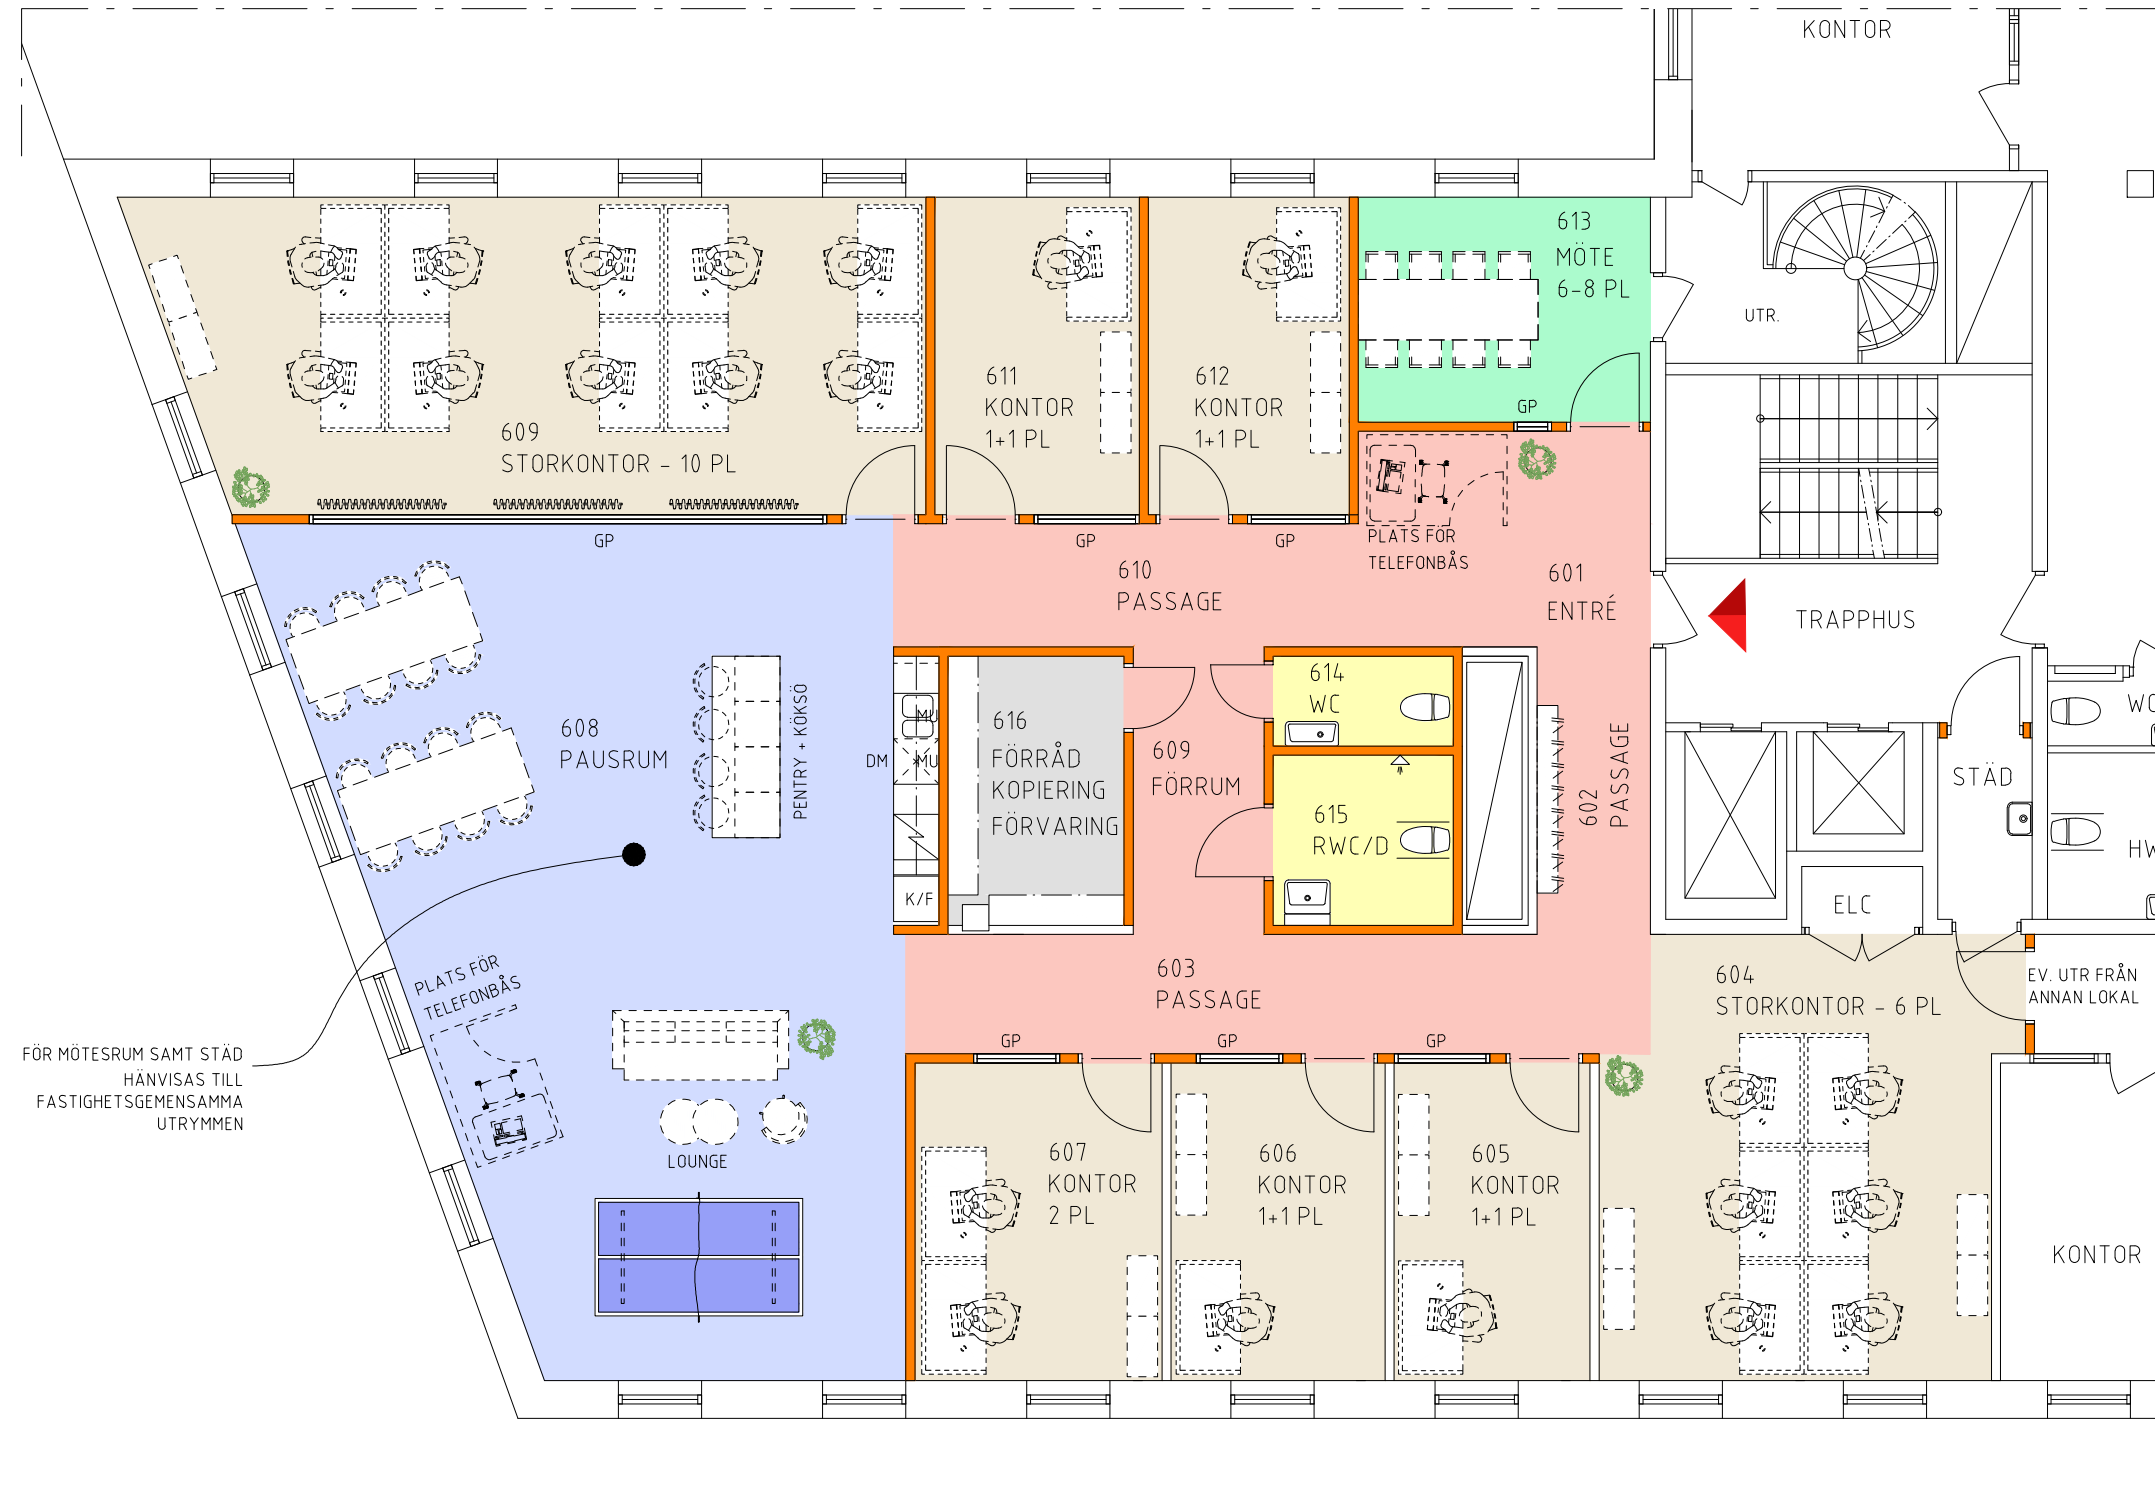 KONTOR
613
MÖTE
6-8 PL
UTR.
611
KONTOR
1+1 PL
612
KONTOR
1+1 PL
GP
609
STORKONTOR - 10 PL
GP
GP
GP
PLATS FÖR
TELEFONBÅS
610
PASSAGE
601
ENTRÉ
TRAPPHUS
608
PAUSRUM
PENTRY + KÖKSÖ
MU
DM
MU
K/F
616
FÖRRÅD
KOPIERING
FÖRVARING
609
FÖRRUM
614
WC
615
RWC/D
602
PASSAGE
WC
STÄD
HW
ELC
603
PASSAGE
604
STORKONTOR - 6 PL
EV. UTR FRÅN
ANNAN LOKAL
PLATS FÖR
TELEFONBÅS
GP
GP
GP
FÖR MÖTESRUM SAMT STÄD
HÄNVISAS TILL
FASTIGHETSGEMENSAMMA
UTRYMMEN
LOUNGE
607
KONTOR
2 PL
606
KONTOR
1+1 PL
605
KONTOR
1+1 PL
KONTOR